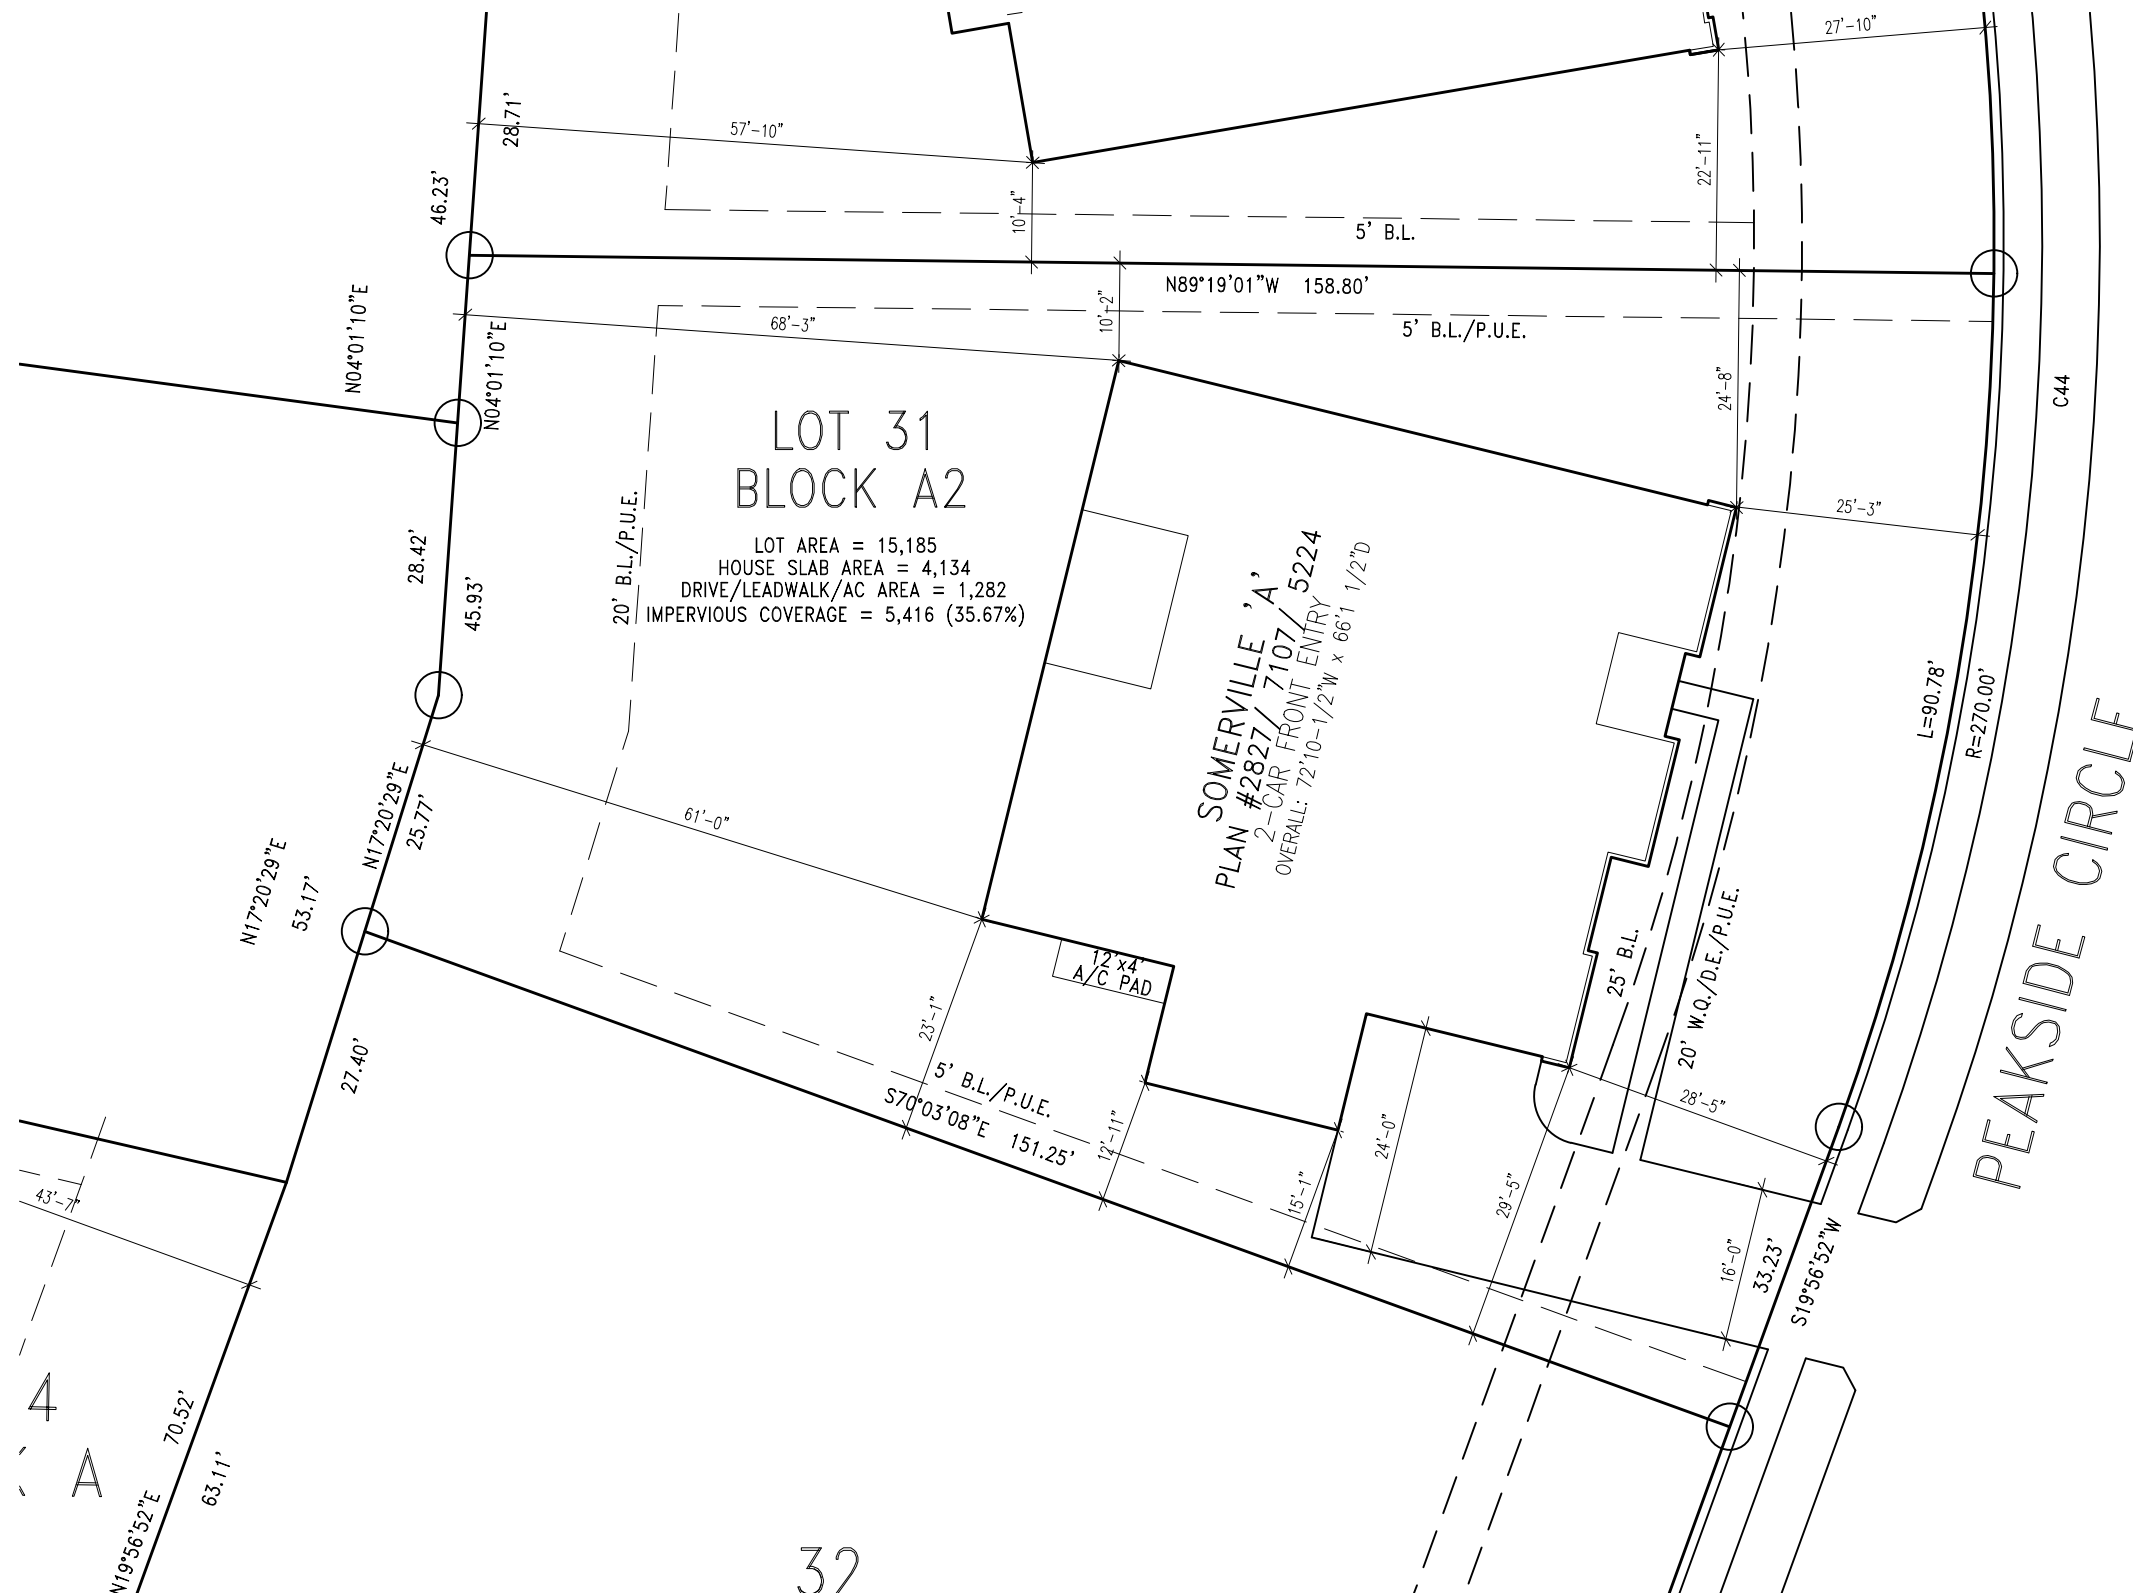 27'-10"
28.71'
57'-10"
46.23'
10'-4"
22'-11"
5' B.L.
N89°19'01"W 158.80'
10'-2"
68'-3"
5' B.L./P.U.E.
N04°01'10"E
N04°01'10"E
24'-8"
C44
LOT 31
BLOCK A2
LOT AREA = 15,185
HOUSE SLAB AREA = 4,134
DRIVE/LEADWALK/AC AREA = 1,282
IMPERVIOUS COVERAGE = 5,416 (35.67%)
20' B.L./P.U.E.
25'-3"
28.42'
45.93'
SOMERVILLE 'A'
PLAN #2827/ 7107/ 5224
2-CAR FRONT ENTRY
OVERALL: 72'10-1/2"W x 66'1 1/2"D
L=90.78'
R=270.00'
PEAKSIDE CIRCLE
N17°20'29"E
25.77'
61'-0"
N17°20'29"E
53.17'
12'x4'
A/C PAD
25' B.L.
20' W.Q./D.E./P.U.E.
23'-1"
27.40'
5' B.L./P.U.E.
S70°03'08"E 151.25'
12'-11"
24'-0"
28'-5"
15'-1"
29'-5"
16'-0"
33.23'
S19°56'52"W
43'-7"
4
A
70.52'
63.11'
N19°56'52"E
32